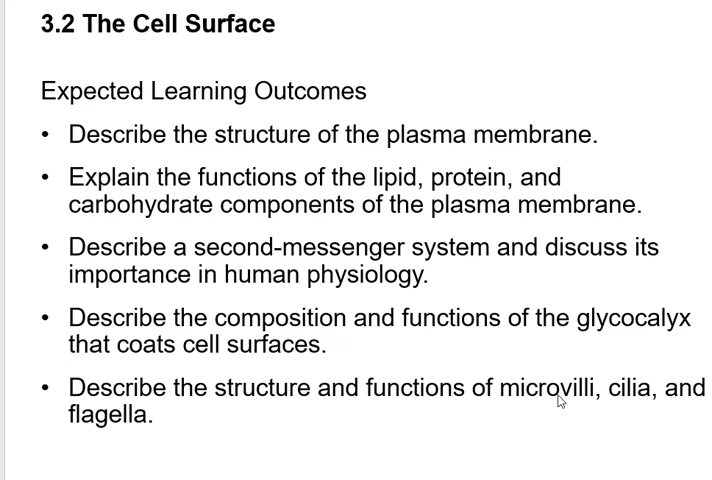 3.2 The Cell Surface
Expected Learning Outcomes
• Describe the structure of the plasma membrane.
• Explain the functions of the lipid, protein, and
carbohydrate components of the plasma membrane.
• Describe a second-messenger system and discuss its
importance in human physiology.
• Describe the composition and functions of the glycocalyx
that coats cell surfaces.
• Describe the structure and functions of microvilli, cilia, and
flagella.